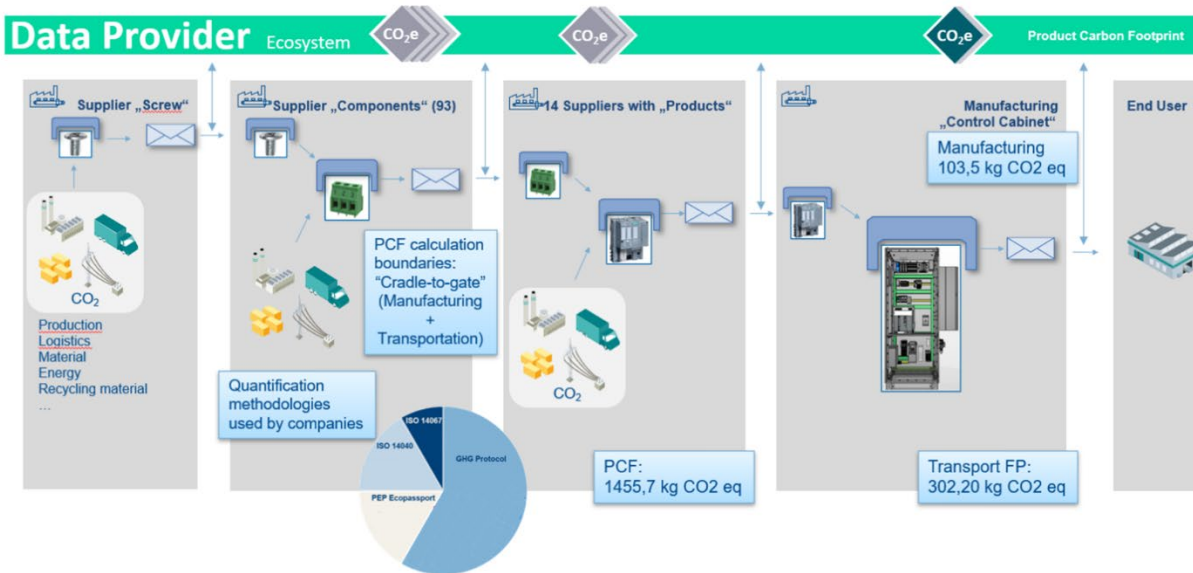 Data Provider Ecosystem
CO2e
CO2e
CO2e
Product Carbon Footprint
Supplier „Screw“
CO2
Production
Logistics
Material
Energy
Recycling material
...
Supplier „Components“ (93)
PCF calculation
boundaries:
“Cradle-to-gate”
(Manufacturing
+
Transportation)
Quantification
methodologies
used by companies
ISO 14067
ISO 14040
GHG Protocol
PEP Ecopassport
14 Suppliers with „Products“
CO2
PCF:
1455,7 kg CO2 eq
Manufacturing
„Control Cabinet“
Manufacturing
103,5 kg CO2 eq
Transport FP:
302,20 kg CO2 eq
End User